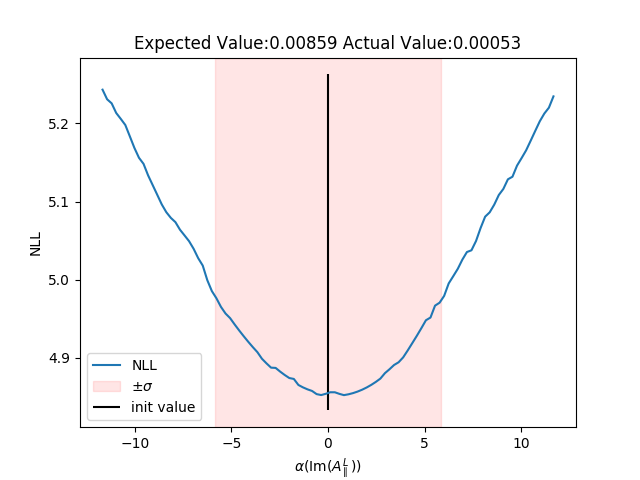 Expected Value:0.00859 Actual Value:0.00053
NLL
5.2
5.1
5.0
4.9
NLL
±σ
init value
−10
−5
0
5
10
α(Im(A∥ᴸ))